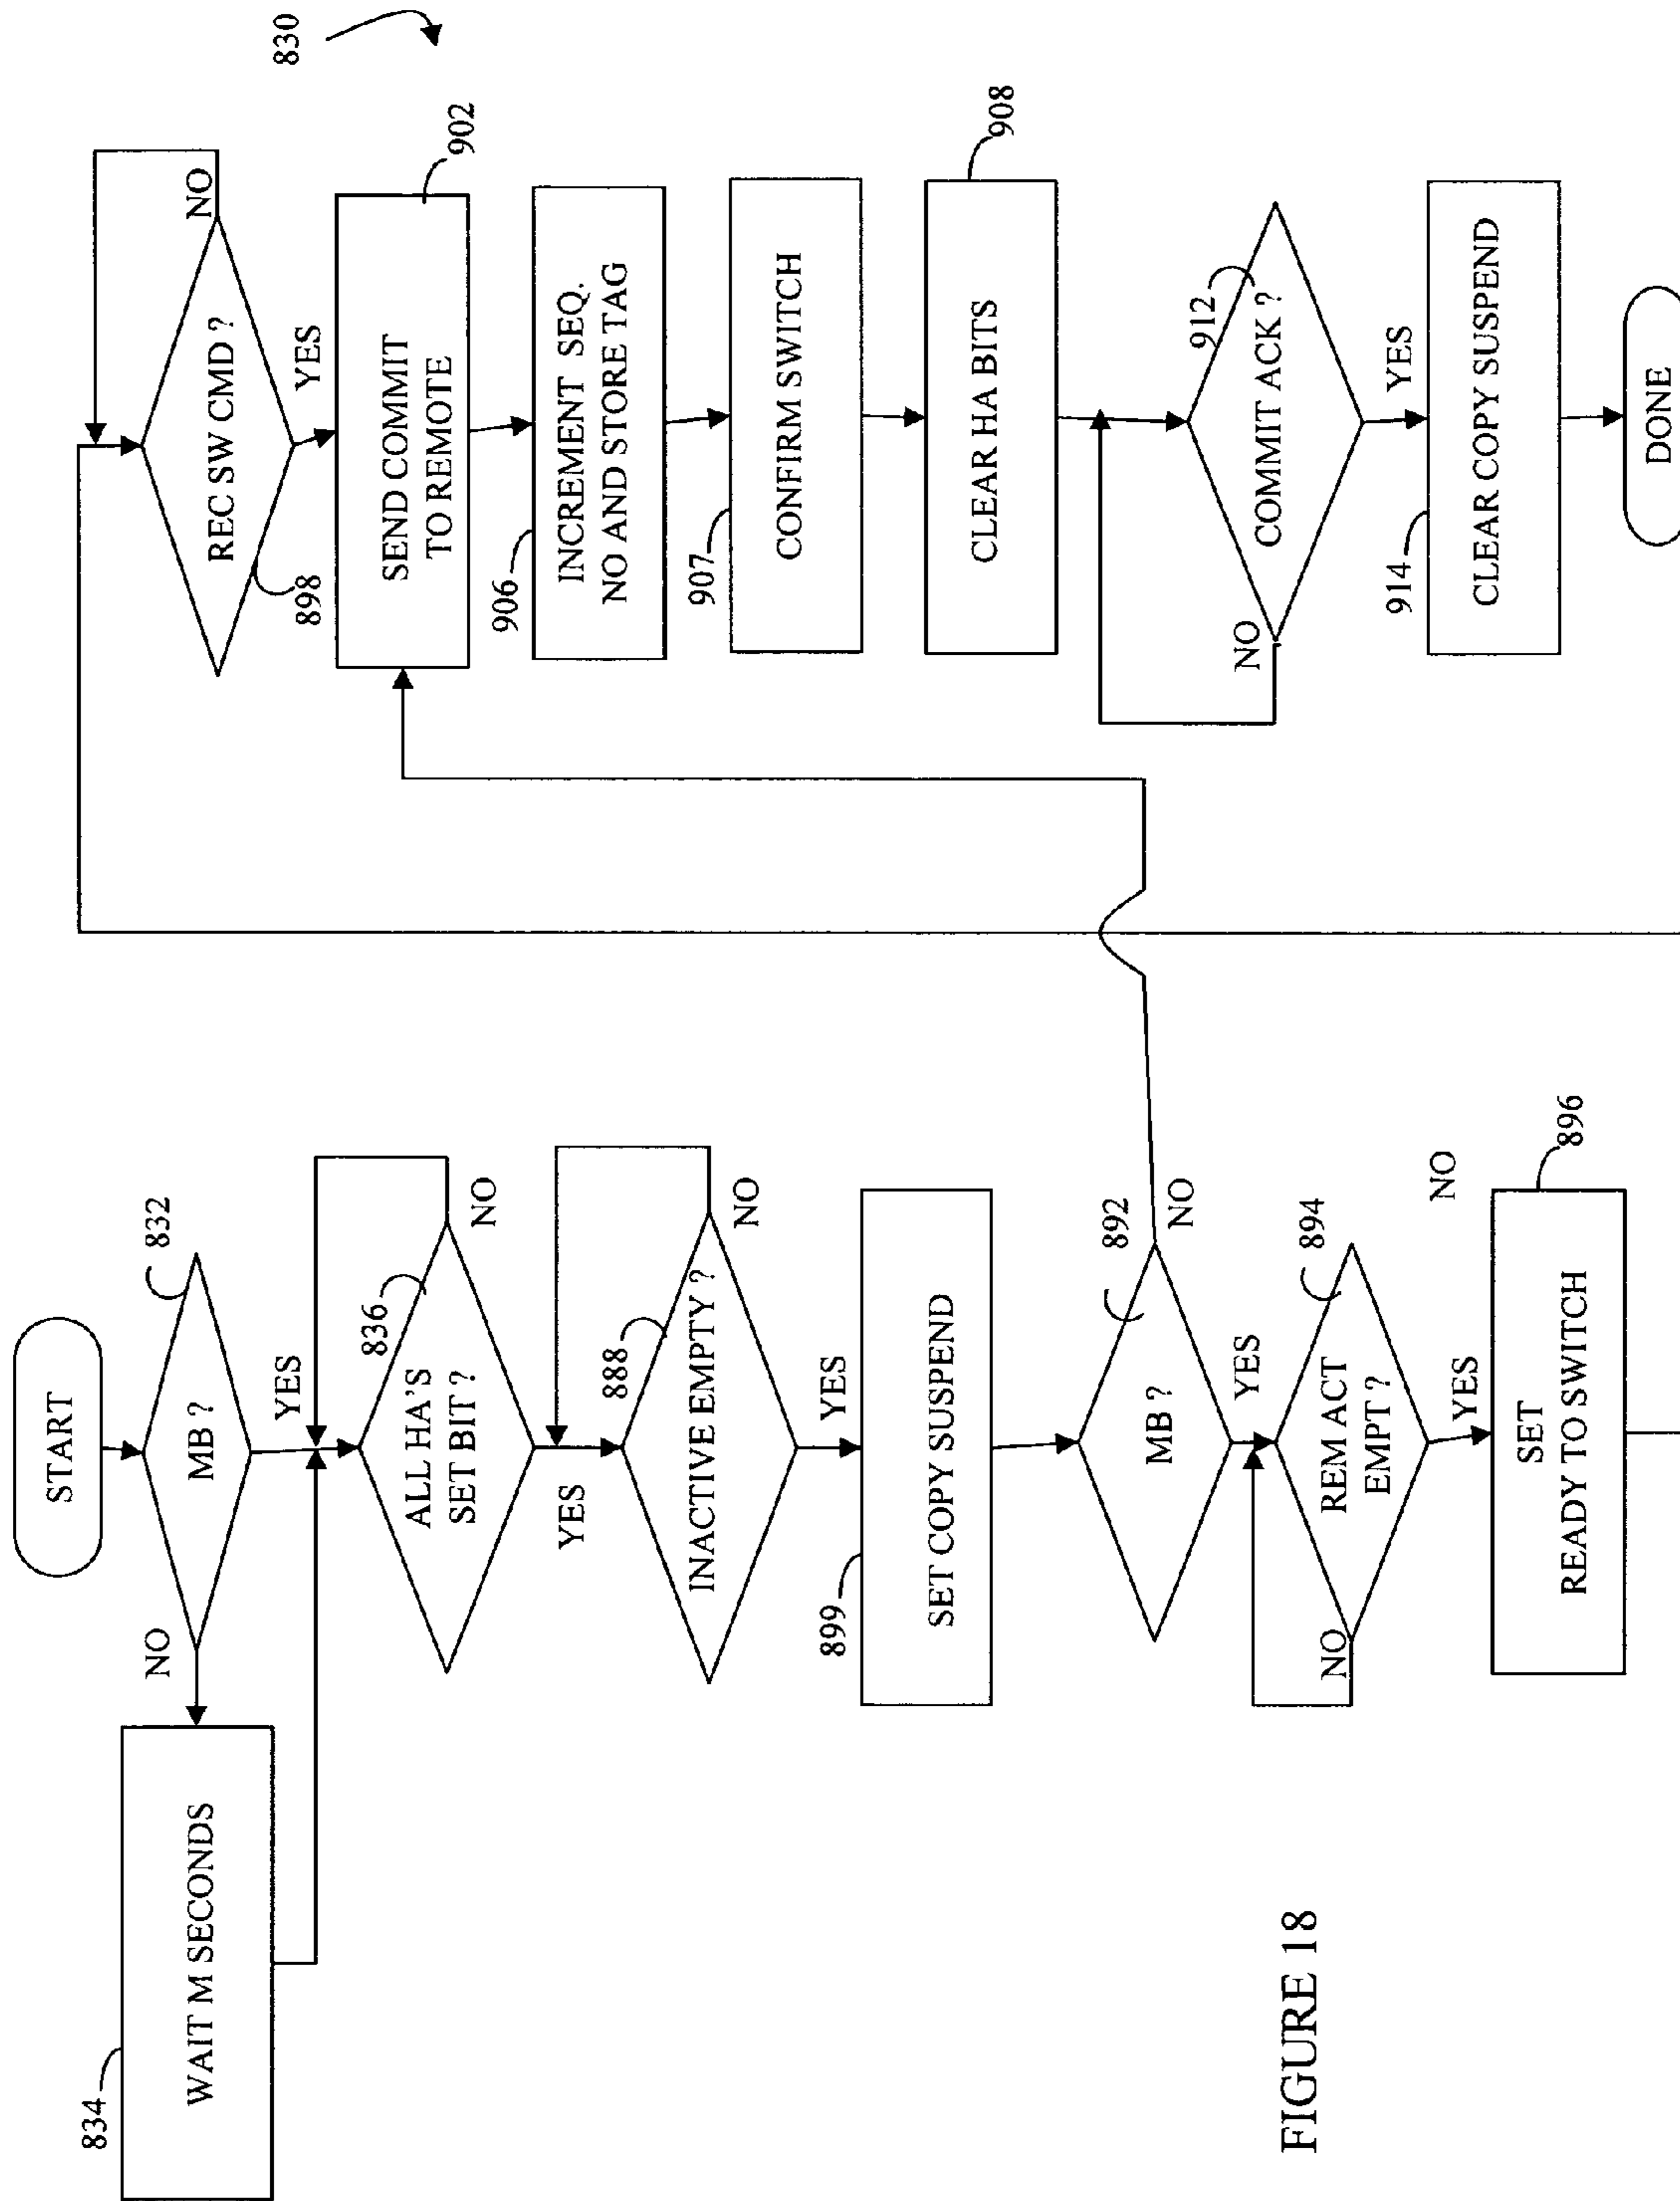 START
832
MB ?
NO
YES
834
WAIT M SECONDS
836
ALL HA'S
SET BIT ?
NO
YES
888
INACTIVE EMPTY ?
NO
YES
899
SET COPY SUSPEND
892
MB ?
NO
YES
894
REM ACT
EMPT ?
NO
YES
NO
896
SET
READY TO SWITCH
830
REC SW CMD ?
NO
898
YES
902
SEND COMMIT
TO REMOTE
906
INCREMENT SEQ.
NO AND STORE TAG
907
CONFIRM SWITCH
908
CLEAR HA BITS
912
COMMIT ACK ?
NO
YES
914
CLEAR COPY SUSPEND
DONE
FIGURE 18